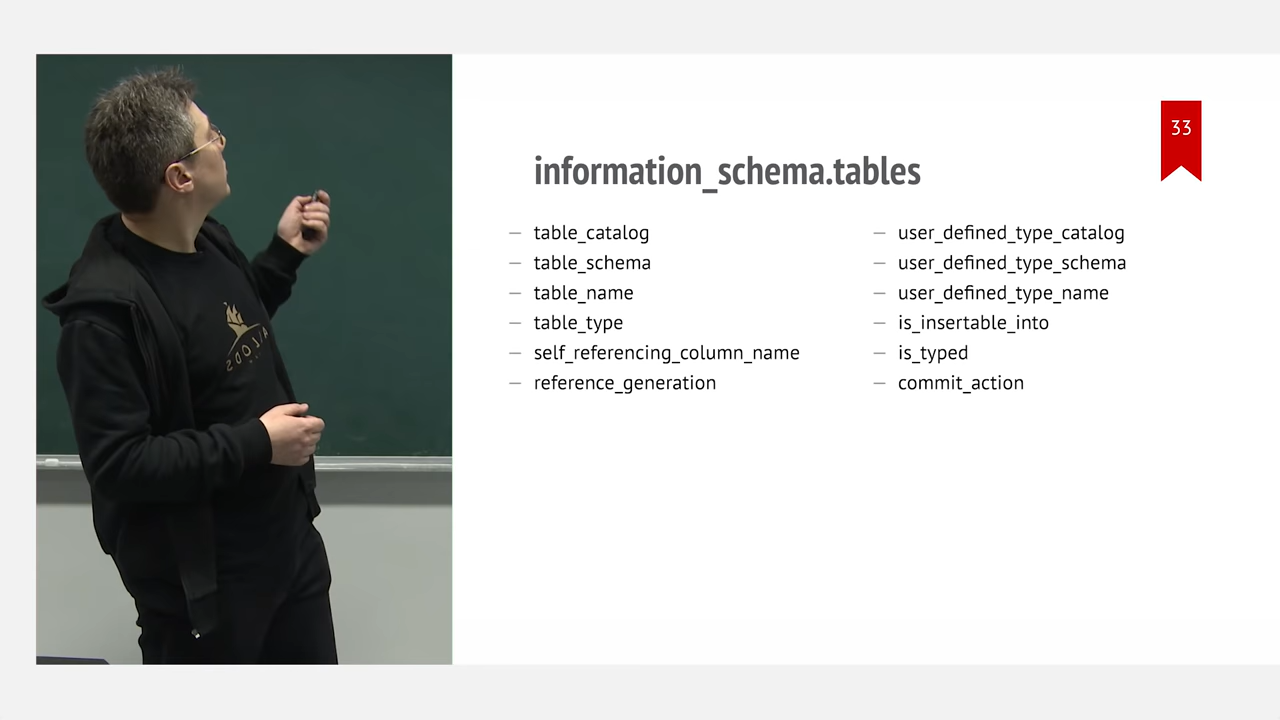 33
information_schema.tables
– table_catalog
– table_schema
– table_name
– table_type
– self_referencing_column_name
– reference_generation
– user_defined_type_catalog
– user_defined_type_schema
– user_defined_type_name
– is_insertable_into
– is_typed
– commit_action